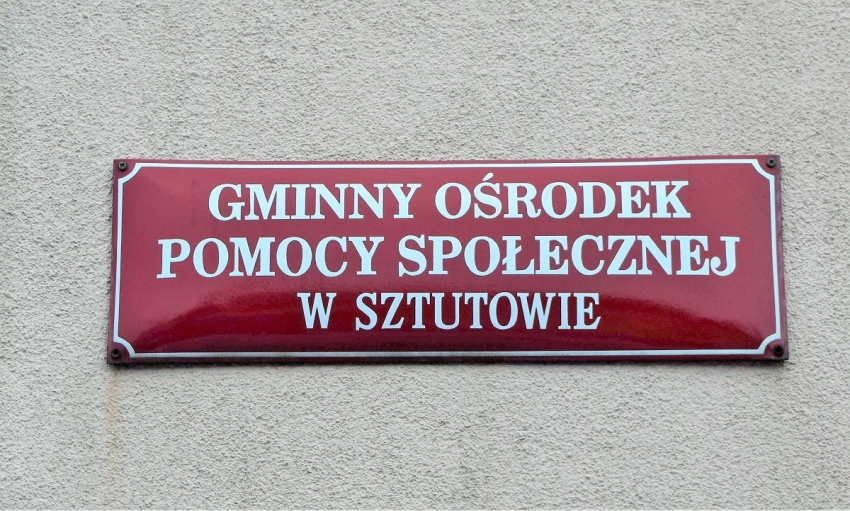 GMINNY OŚRODEK
POMOCY SPOŁECZNEJ
W SZTUTOWIE